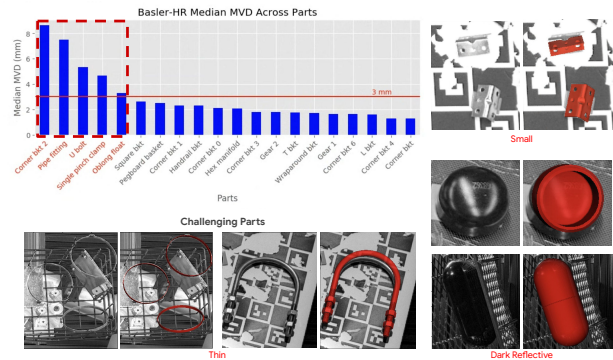 Basler-HR Median MVD Across Parts
Median MVD (mm)
8
6
4
2
0
3 mm
Corner bkt 2
Pipe fitting
U bolt
Single pinch clamp
Oblong float
Square bkt
Pegboard basket
Corner bkt 1
Handrail bkt
Corner bkt 0
Hex manifold
Corner bkt 3
Gear 2
T bkt
Wraparound bkt
Gear 1
Corner bkt 6
L bkt
Corner bkt 4
Corner bkt
Parts
Small
Challenging Parts
Thin
Dark Reflective